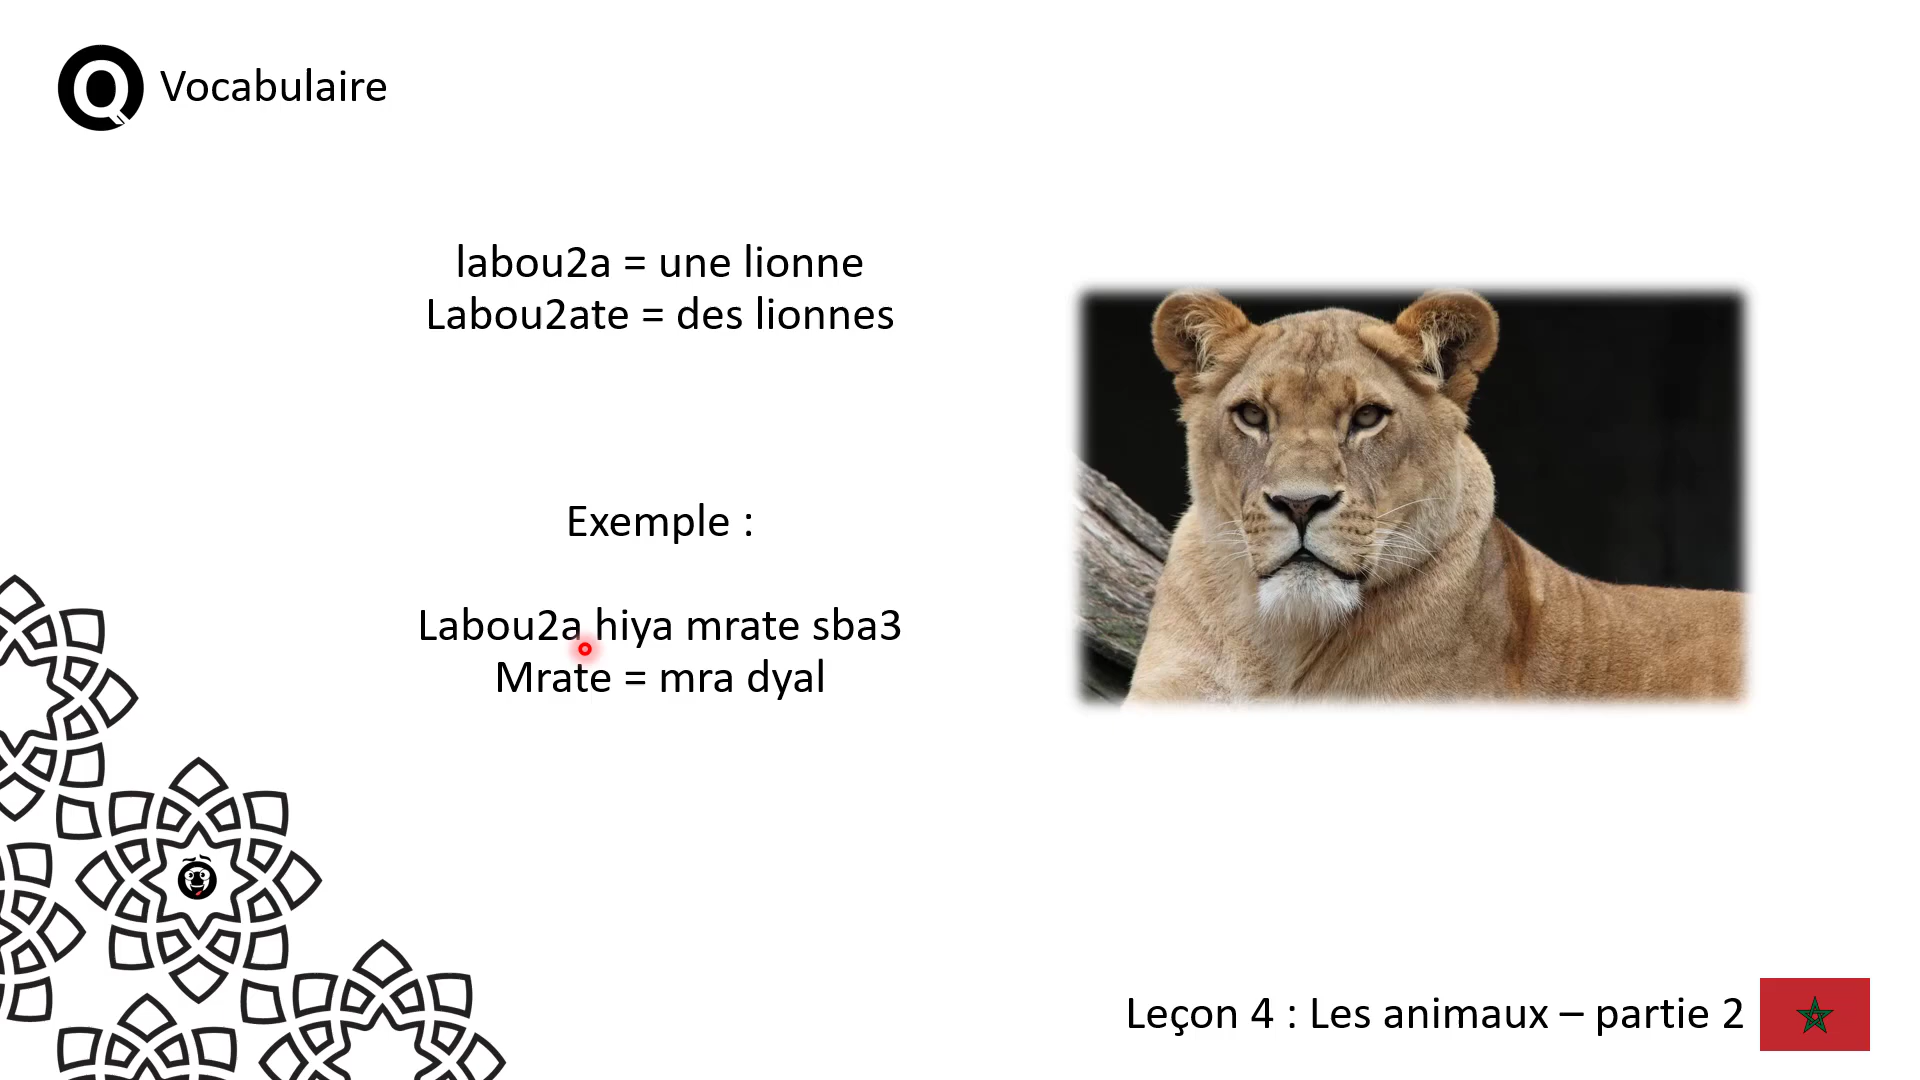 Q Vocabulaire
labou2a = une lionne
Labou2ate = des lionnes
Exemple :
Labou2a hiya mrate sba3
Mrate = mra dyal
Leçon 4 : Les animaux – partie 2